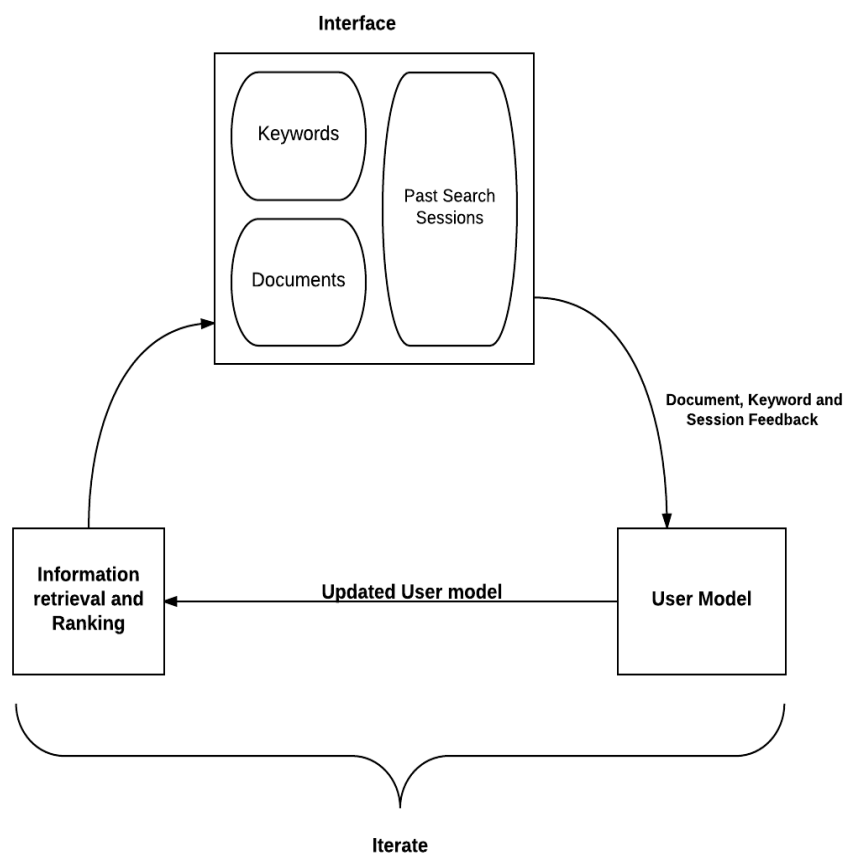 Interface
Keywords
Documents
Past Search
Sessions
Document, Keyword and
Session Feedback
Information
retrieval and
Ranking
Updated User model
User Model
Iterate